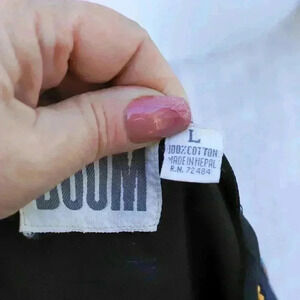 BOOM
L
100% COTTON
MADE IN NEPAL
R.N. 72484